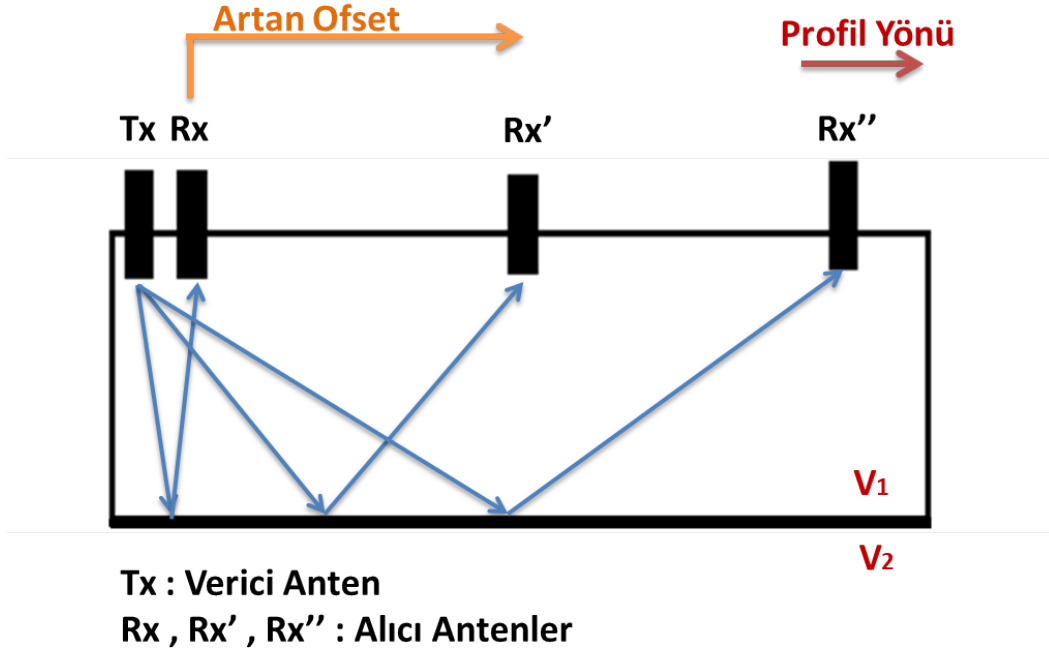 Artan Ofset
Profil Yönü
Tx Rx
Rx’
Rx’’
V1
V2
Tx : Verici Anten
Rx , Rx’ , Rx’’ : Alıcı Antenler